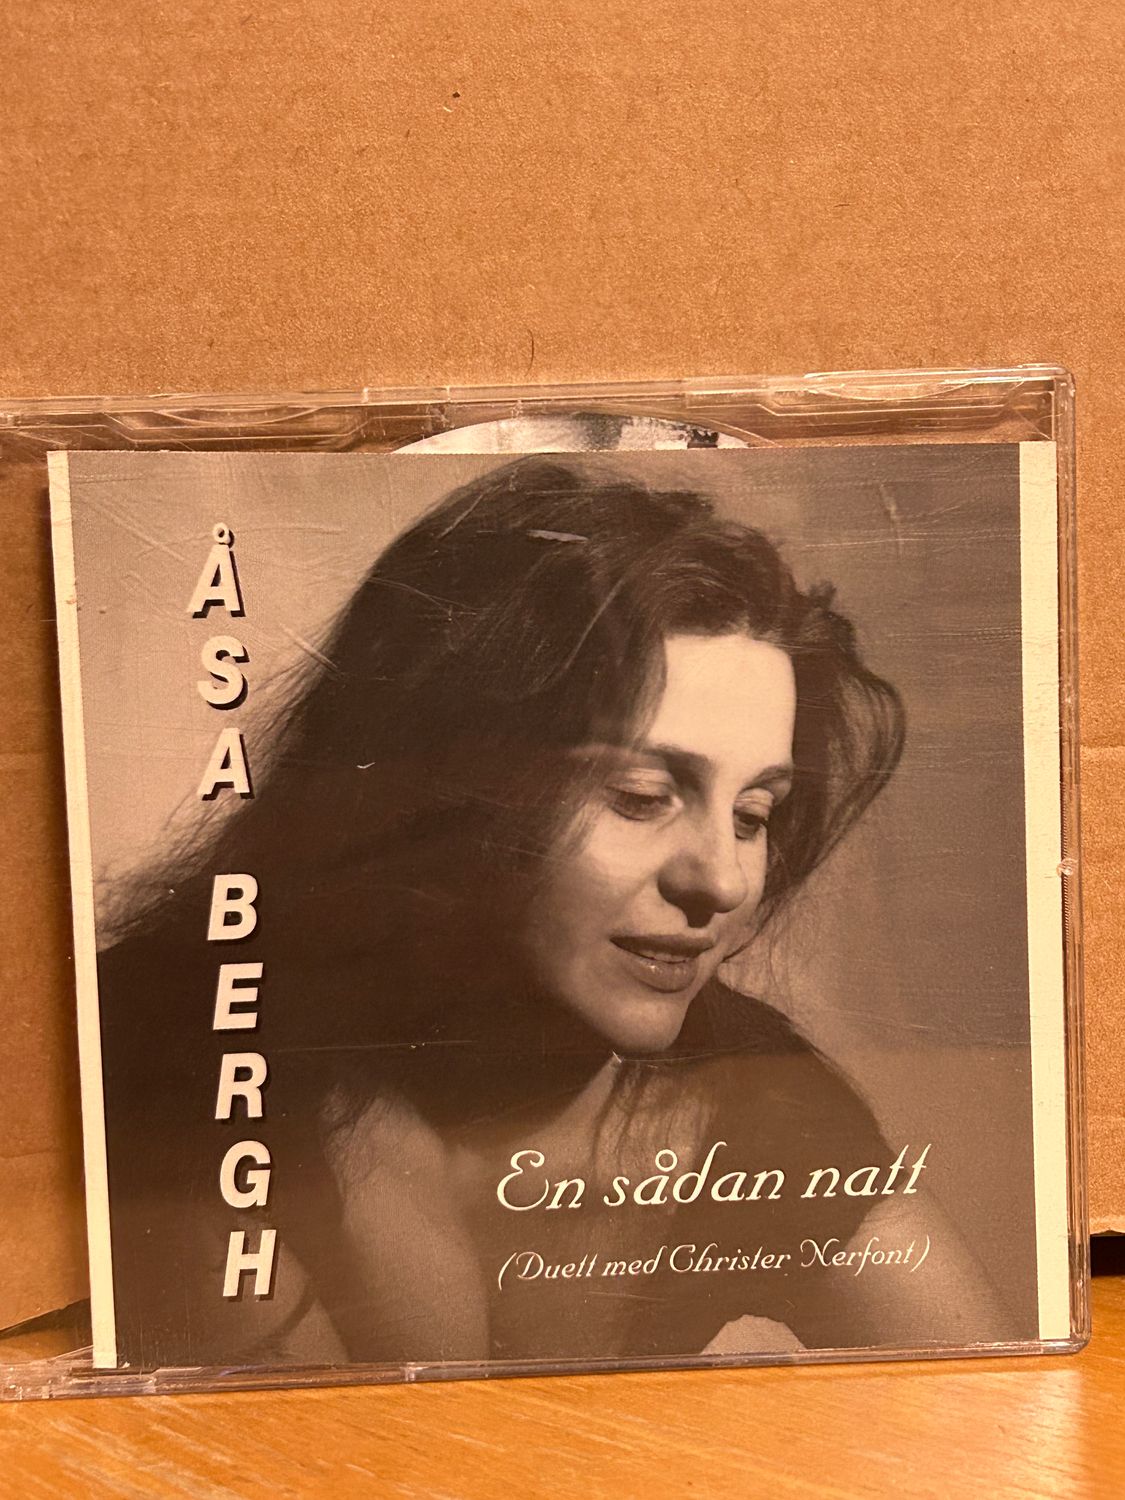 ÅSA BERGH
En sådan natt
(Duett med Christer Nerfont)